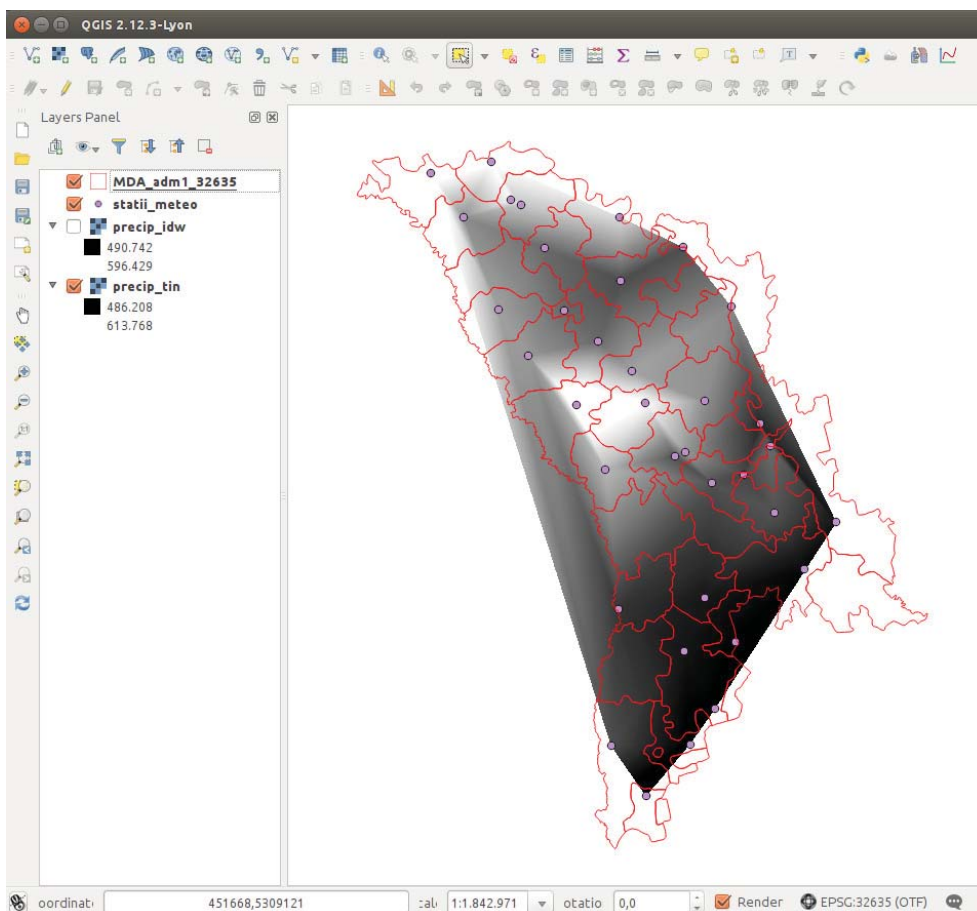 QGIS 2.12.3-Lyon
Layers Panel
MDA_adm1_32635
statii_meteo
precip_idw
490.742
596.429
precip_tin
486.208
613.768
oordinat 451668,5309121 cal 1:1.842.971 otatio 0,0 Render EPSG:32635 (OTF)